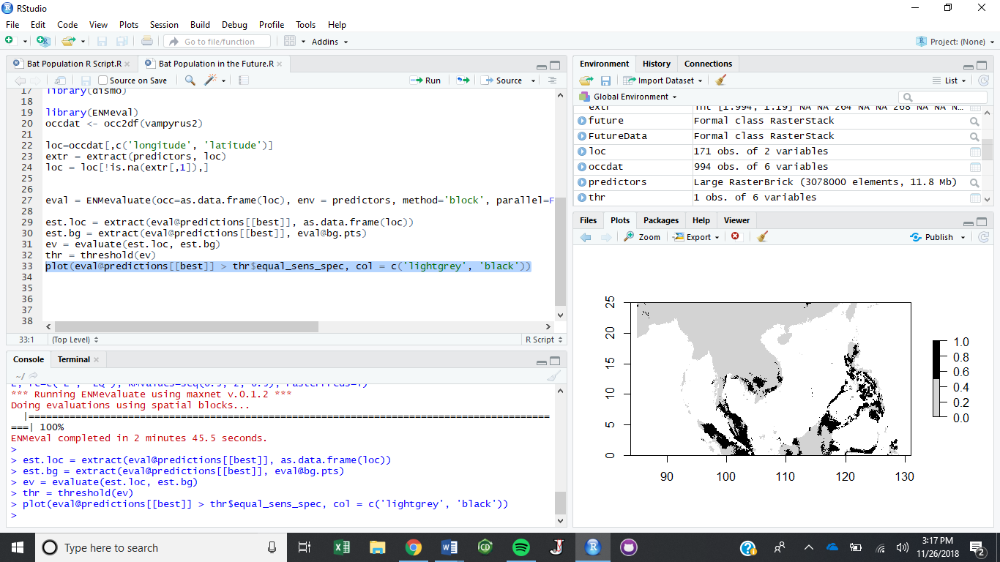 RStudio
File Edit Code View Plots Session Build Debug Profile Tools Help
Go to file/function Addins Project: (None)
Bat Population R Script.R Bat Population in the Future.R
Source on Save Run Source
17 library(dismo)
18
19 library(ENMeval)
20 occdat <- occ2df(vampyrus2)
21
22 loc=occdat[,c('longitude', 'latitude')]
23 extr = extract(predictors, loc)
24 loc = loc[!is.na(extr[,1]),]
25
26
27 eval = ENMevaluate(occ=as.data.frame(loc), env = predictors, method='block', parallel=F
28
29 est.loc = extract(eval@predictions[[best]], as.data.frame(loc))
30 est.bg = extract(eval@predictions[[best]], eval@bg.pts)
31 ev = evaluate(est.loc, est.bg)
32 thr = threshold(ev)
33 plot(eval@predictions[[best]] > thr$equal_sens_spec, col = c('lightgrey', 'black'))
34
35
36
37
38
33:1 (Top Level) R Script
Console Terminal
~/
*** Running ENMevaluate using maxnet v.0.1.2 ***
Doing evaluations using spatial blocks...
|===================================================================================
===| 100%
ENMeval completed in 2 minutes 45.5 seconds.
>
> est.loc = extract(eval@predictions[[best]], as.data.frame(loc))
> est.bg = extract(eval@predictions[[best]], eval@bg.pts)
> ev = evaluate(est.loc, est.bg)
> thr = threshold(ev)
> plot(eval@predictions[[best]] > thr$equal_sens_spec, col = c('lightgrey', 'black'))
>
Environment History Connections
Import Dataset List
Global Environment
extr int [1:994, 1:19] NA NA 264 NA NA 268 NA NA N...
future Formal class RasterStack
FutureData Formal class RasterStack
loc 171 obs. of 2 variables
occdat 994 obs. of 6 variables
predictors Large RasterBrick (3078000 elements, 11.8 Mb)
thr 1 obs. of 6 variables
Files Plots Packages Help Viewer
Zoom Export Publish
25
20
15
10
5
0
90 100 110 120 130
1.0
0.8
0.6
0.4
0.2
0.0
Type here to search
3:17 PM
11/26/2018
2